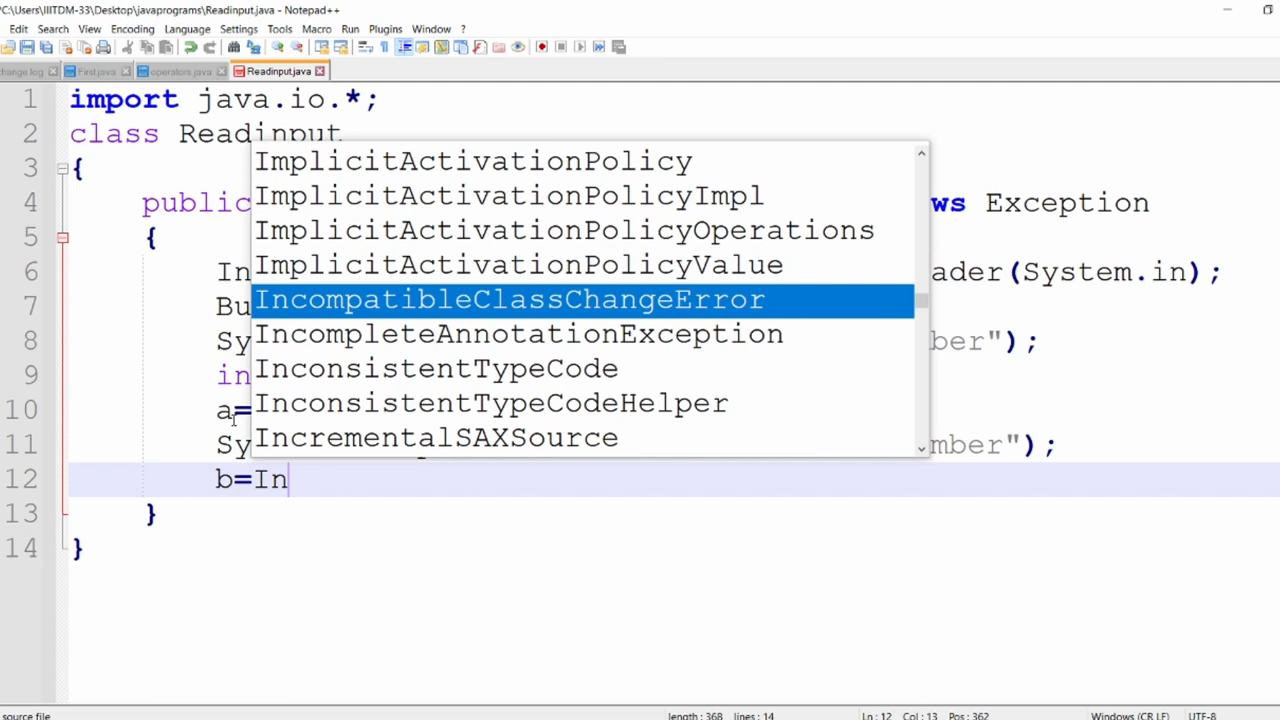 C:\Users\IIITDM-33\Desktop\javaprograms\Readinput.java - Notepad++
Edit Search View Encoding Language Settings Tools Macro Run Plugins Window ?
change.log First.java operators.java Readinput.java
1 import java.io.*;
2 class Readinput
3 {
ImplicitActivationPolicy
ImplicitActivationPolicyImpl
4 public ws Exception
ImplicitActivationPolicyOperations
5 {
ImplicitActivationPolicyValue
6 In ader(System.in);
IncompatibleClassChangeError
7 Bu
IncompleteAnnotationException
8 Sy ber");
InconsistentTypeCode
9 in
InconsistentTypeCodeHelper
10 a=
IncrementalSAXSource
11 Sy mber");
12 b=In
13 }
14 }
source file length : 368 lines : 14 Ln : 12 Col : 13 Pos : 362 Windows (CR LF) UTF-8